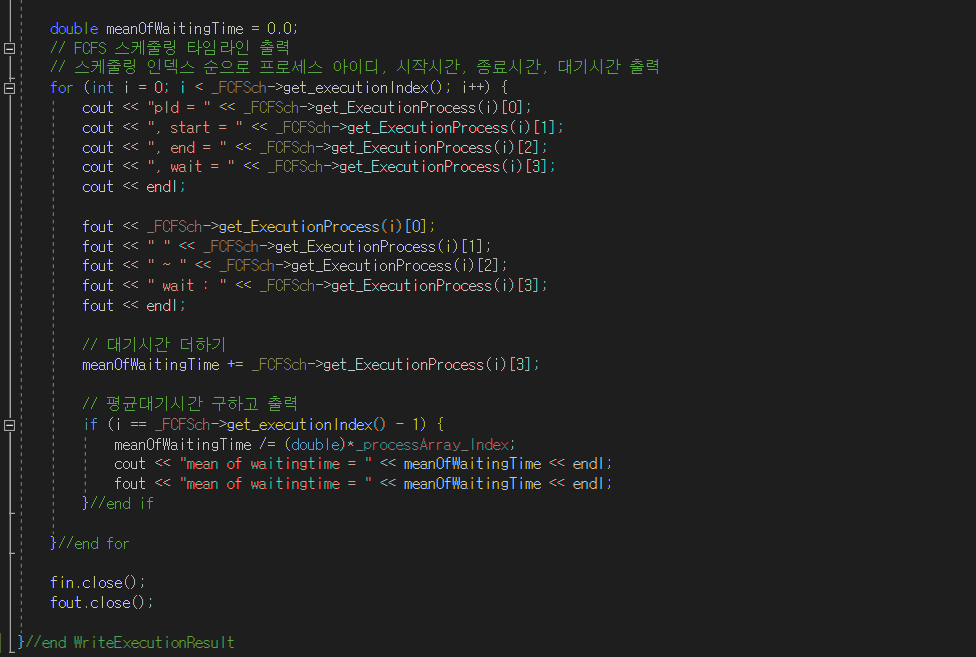 double meanOfWaitingTime = 0.0;
// FCFS 스케줄링 타임라인 출력
// 스케줄링 인덱스 순으로 프로세스 아이디, 시작시간, 종료시간, 대기시간 출력
for (int i = 0; i < _FCFSch->get_executionIndex(); i++) {
cout << "pId = " << _FCFSch->get_ExecutionProcess(i)[0];
cout << ", start = " << _FCFSch->get_ExecutionProcess(i)[1];
cout << ", end = " << _FCFSch->get_ExecutionProcess(i)[2];
cout << ", wait = " << _FCFSch->get_ExecutionProcess(i)[3];
cout << endl;
fout << _FCFSch->get_ExecutionProcess(i)[0];
fout << " " << _FCFSch->get_ExecutionProcess(i)[1];
fout << " ~ " << _FCFSch->get_ExecutionProcess(i)[2];
fout << " wait : " << _FCFSch->get_ExecutionProcess(i)[3];
fout << endl;
// 대기시간 더하기
meanOfWaitingTime += _FCFSch->get_ExecutionProcess(i)[3];
// 평균대기시간 구하고 출력
if (i == _FCFSch->get_executionIndex() - 1) {
meanOfWaitingTime /= (double)*_processArray_Index;
cout << "mean of waitingtime = " << meanOfWaitingTime << endl;
fout << "mean of waitingtime = " << meanOfWaitingTime << endl;
}//end if
}//end for
fin.close();
fout.close();
}//end WriteExecutionResult